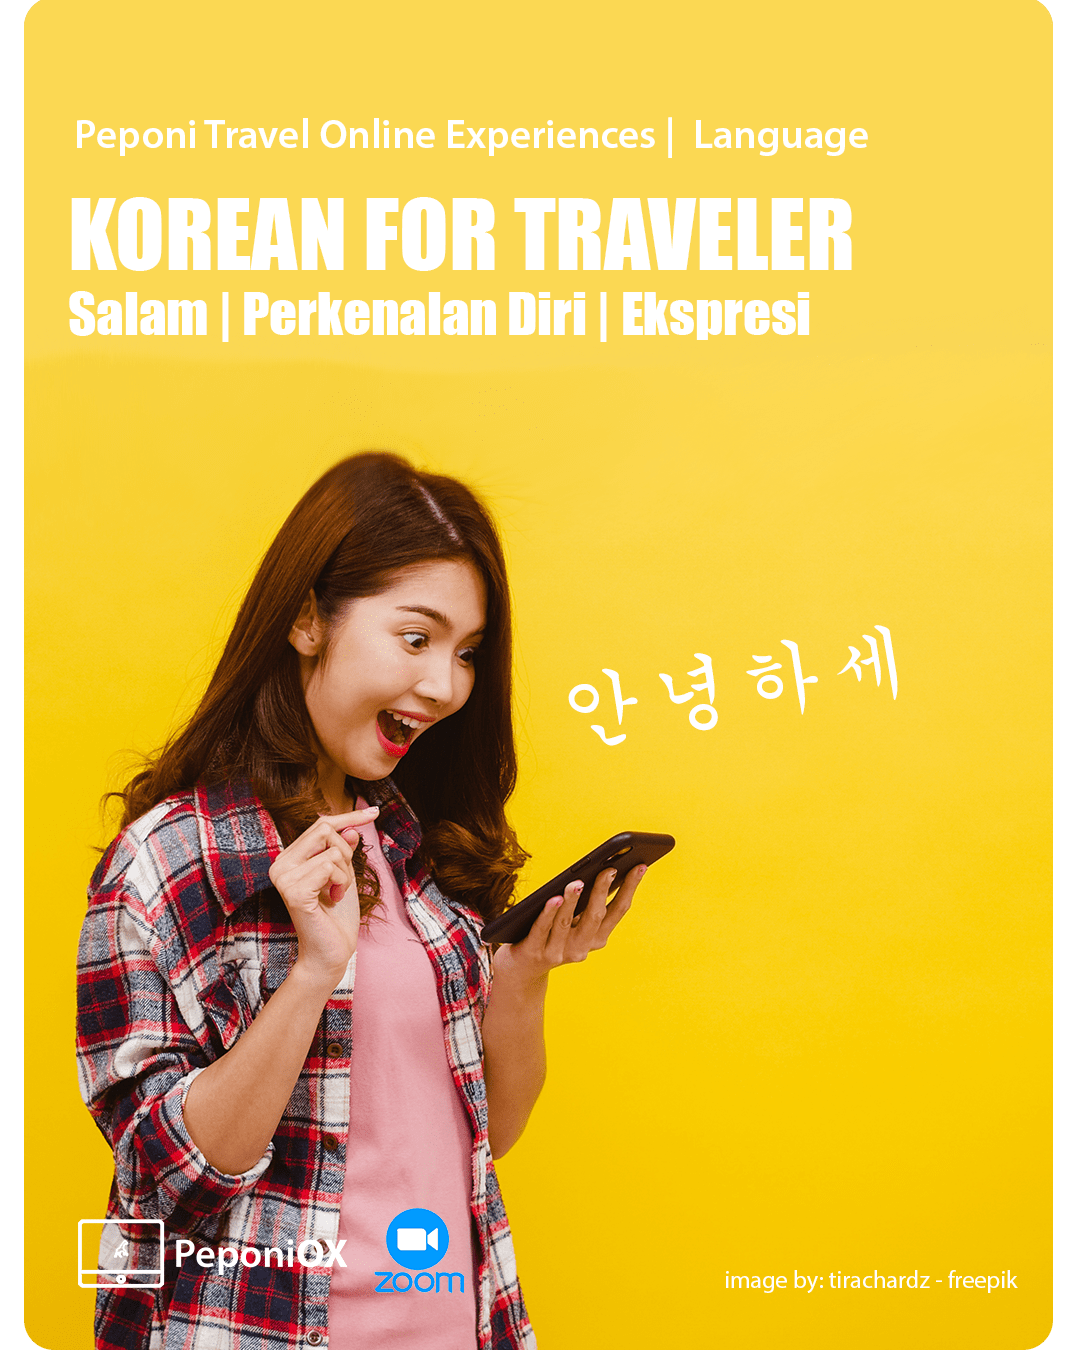 Peponi Travel Online Experiences | Language
KOREAN FOR TRAVELER
Salam | Perkenalan Diri | Ekspresi
안녕하세
PeponiOX
zoom
image by: tirachardz - freepik